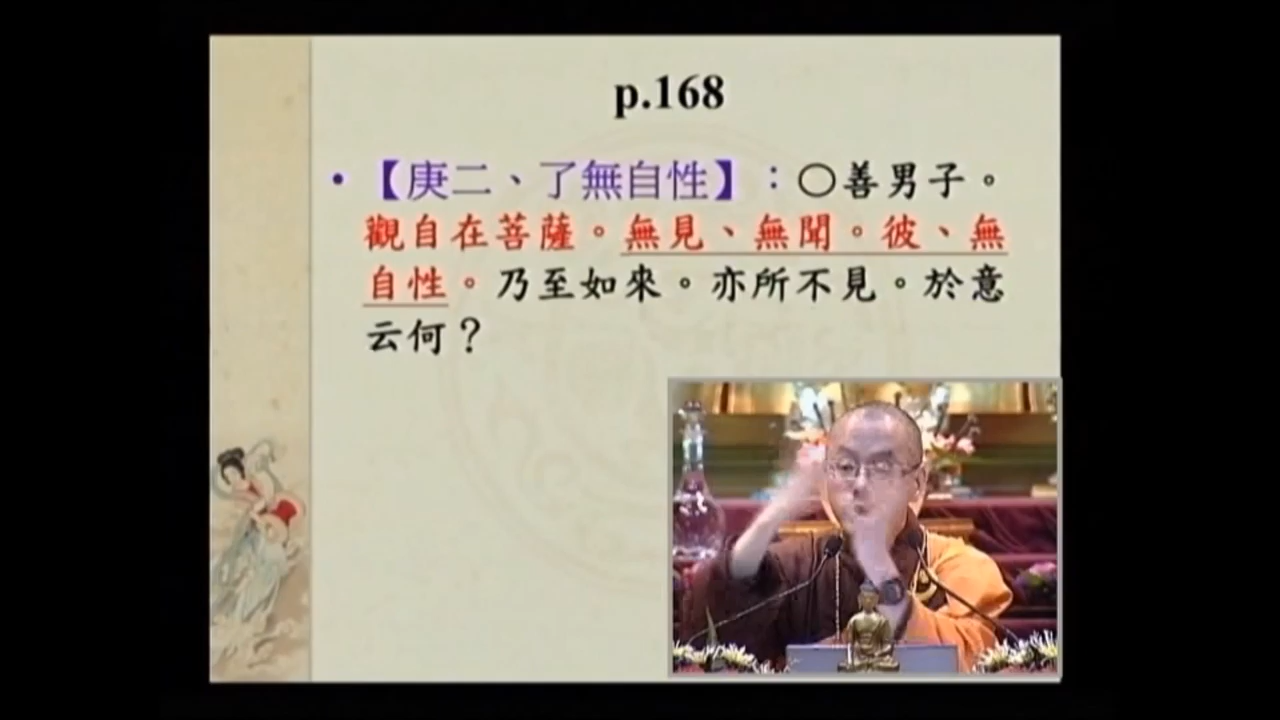 p.168
• 【庚二、了無自性】：○善男子。
觀自在菩薩。無見、無聞。彼、無
自性。乃至如來。亦所不見。於意
云何？